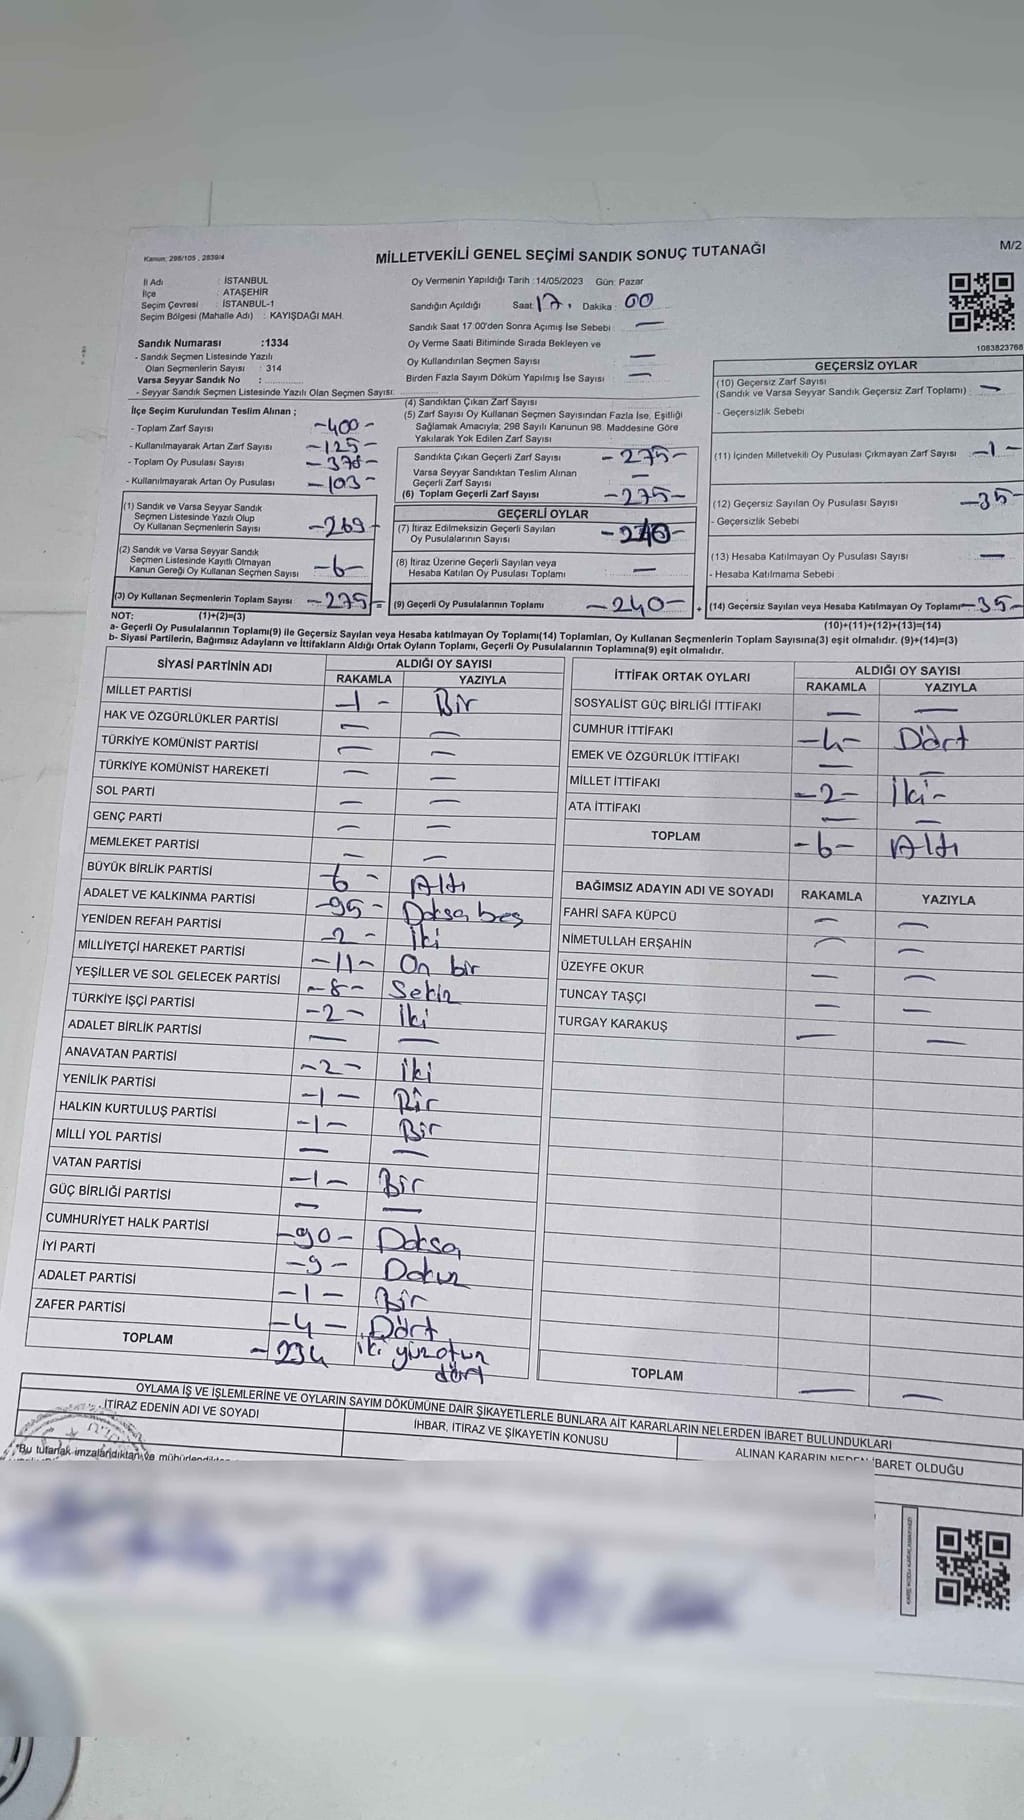 Kanun: 298/105 , 2839/4
MİLLETVEKİLİ GENEL SEÇİMİ SANDIK SONUÇ TUTANAĞI
M/2
İl Adı : İSTANBUL
İlçe : ATAŞEHİR
Seçim Çevresi : İSTANBUL-1
Seçim Bölgesi (Mahalle Adı) : KAYIŞDAĞI MAH.
Sandık Numarası :1334
- Sandık Seçmen Listesinde Yazılı
Olan Seçmenlerin Sayısı : 314
Varsa Seyyar Sandık No : ..............
- Seyyar Sandık Seçmen Listesinde Yazılı Olan Seçmen Sayısı:
İlçe Seçim Kurulundan Teslim Alınan ;
- Toplam Zarf Sayısı -400-
- Kullanılmayarak Artan Zarf Sayısı -125-
- Toplam Oy Pusulası Sayısı -378-
- Kullanılmayarak Artan Oy Pusulası -103-
(1) Sandık ve Varsa Seyyar Sandık
Seçmen Listesinde Yazılı Olup
Oy Kullanan Seçmenlerin Sayısı -269-
(2) Sandık ve Varsa Seyyar Sandık
Seçmen Listesinde Kayıtlı Olmayan
Kanun Gereği Oy Kullanan Seçmen Sayısı -6-
(3) Oy Kullanan Seçmenlerin Toplam Sayısı -275- =
Oy Vermenin Yapıldığı Tarih :14/05/2023 Gün: Pazar
Sandığın Açıldığı Saat 17, Dakika : 00
Sandık Saat 17:00'den Sonra Açımış İse Sebebi : —
Oy Verme Saati Bitiminde Sırada Bekleyen ve
Oy Kullandırılan Seçmen Sayısı —
Birden Fazla Sayım Döküm Yapılmış İse Sayısı —
(4) Sandıktan Çıkan Zarf Sayısı
(5) Zarf Sayısı Oy Kullanan Seçmen Sayısından Fazla İse, Eşitliği
Sağlamak Amacıyla; 298 Sayılı Kanunun 98. Maddesine Göre
Yakılarak Yok Edilen Zarf Sayısı
Sandıkta Çıkan Geçerli Zarf Sayısı -275-
Varsa Seyyar Sandıktan Teslim Alınan
Geçerli Zarf Sayısı —
(6) Toplam Geçerli Zarf Sayısı -275-
GEÇERLİ OYLAR
(7) İtiraz Edilmeksizin Geçerli Sayılan
Oy Pusulalarının Sayısı -240-
(8) İtiraz Üzerine Geçerli Sayılan veya
Hesaba Katılan Oy Pusulası Toplamı —
(9) Geçerli Oy Pusulalarının Toplamı -240- +
1083823768
GEÇERSİZ OYLAR
(10) Geçersiz Zarf Sayısı
(Sandık ve Varsa Seyyar Sandık Geçersiz Zarf Toplamı) : —
- Geçersizlik Sebebi
(11) İçinden Milletvekili Oy Pusulası Çıkmayan Zarf Sayısı :-1-
(12) Geçersiz Sayılan Oy Pusulası Sayısı -35-
- Geçersizlik Sebebi
(13) Hesaba Katılmayan Oy Pusulası Sayısı —
- Hesaba Katılmama Sebebi
(14) Geçersiz Sayılan veya Hesaba Katılmayan Oy Toplamı -35-
NOT: (1)+(2)=(3)
(10)+(11)+(12)+(13)=(14)
a- Geçerli Oy Pusulalarının Toplamı(9) ile Geçersiz Sayılan veya Hesaba katılmayan Oy Toplamı(14) Toplamları, Oy Kullanan Seçmenlerin Toplam Sayısına(3) eşit olmalıdır. (9)+(14)=(3)
b- Siyasi Partilerin, Bağımsız Adayların ve İttifakların Aldığı Ortak Oyların Toplamı, Geçerli Oy Pusulalarının Toplamına(9) eşit olmalıdır.
SİYASİ PARTİNİN ADI ALDIĞI OY SAYISI
RAKAMLA YAZIYLA
MİLLET PARTİSİ -1- Bir
HAK VE ÖZGÜRLÜKLER PARTİSİ — —
TÜRKİYE KOMÜNİST PARTİSİ — —
TÜRKİYE KOMÜNİST HAREKETİ — —
SOL PARTİ — —
GENÇ PARTİ — —
MEMLEKET PARTİSİ — —
BÜYÜK BİRLİK PARTİSİ 6- Altı
ADALET VE KALKINMA PARTİSİ -95- Doksa beş
YENİDEN REFAH PARTİSİ -2- İki
MİLLİYETÇİ HAREKET PARTİSİ -11- On bir
YEŞİLLER VE SOL GELECEK PARTİSİ -8- Sekiz
TÜRKİYE İŞÇİ PARTİSİ -2- İki
ADALET BİRLİK PARTİSİ — —
ANAVATAN PARTİSİ -2- İki
YENİLİK PARTİSİ -1- Bir
HALKIN KURTULUŞ PARTİSİ -1- Bir
MİLLİ YOL PARTİSİ — —
VATAN PARTİSİ -1- Bir
GÜÇ BİRLİĞİ PARTİSİ — —
CUMHURİYET HALK PARTİSİ -90- Doksa
İYİ PARTİ -9- Dokuz
ADALET PARTİSİ -1- Bir
ZAFER PARTİSİ -4- Dört
TOPLAM -234 iki yüzotuz
dört
İTTİFAK ORTAK OYLARI ALDIĞI OY SAYISI
RAKAMLA YAZIYLA
SOSYALİST GÜÇ BİRLİĞİ İTTİFAKI — —
CUMHUR İTTİFAKI -4- Dört
EMEK VE ÖZGÜRLÜK İTTİFAKI — —
MİLLET İTTİFAKI -2- İki-
ATA İTTİFAKI — —
TOPLAM -6- Altı
BAĞIMSIZ ADAYIN ADI VE SOYADI RAKAMLA YAZIYLA
FAHRİ SAFA KÜPCÜ — —
NİMETULLAH ERŞAHİN — —
ÜZEYFE OKUR — —
TUNCAY TAŞÇI — —
TURGAY KARAKUŞ — —
TOPLAM — —
OYLAMA İŞ VE İŞLEMLERİNE VE OYLARIN SAYIM DÖKÜMÜNE DAİR ŞİKAYETLERLE BUNLARA AİT KARARLARIN NELERDEN İBARET BULUNDUKLARI
İTİRAZ EDENİN ADI VE SOYADI İHBAR, İTİRAZ VE ŞİKAYETİN KONUSU ALINAN KARARIN NEDEN İBARET OLDUĞU
*Bu tutanak imzalandıktan ve